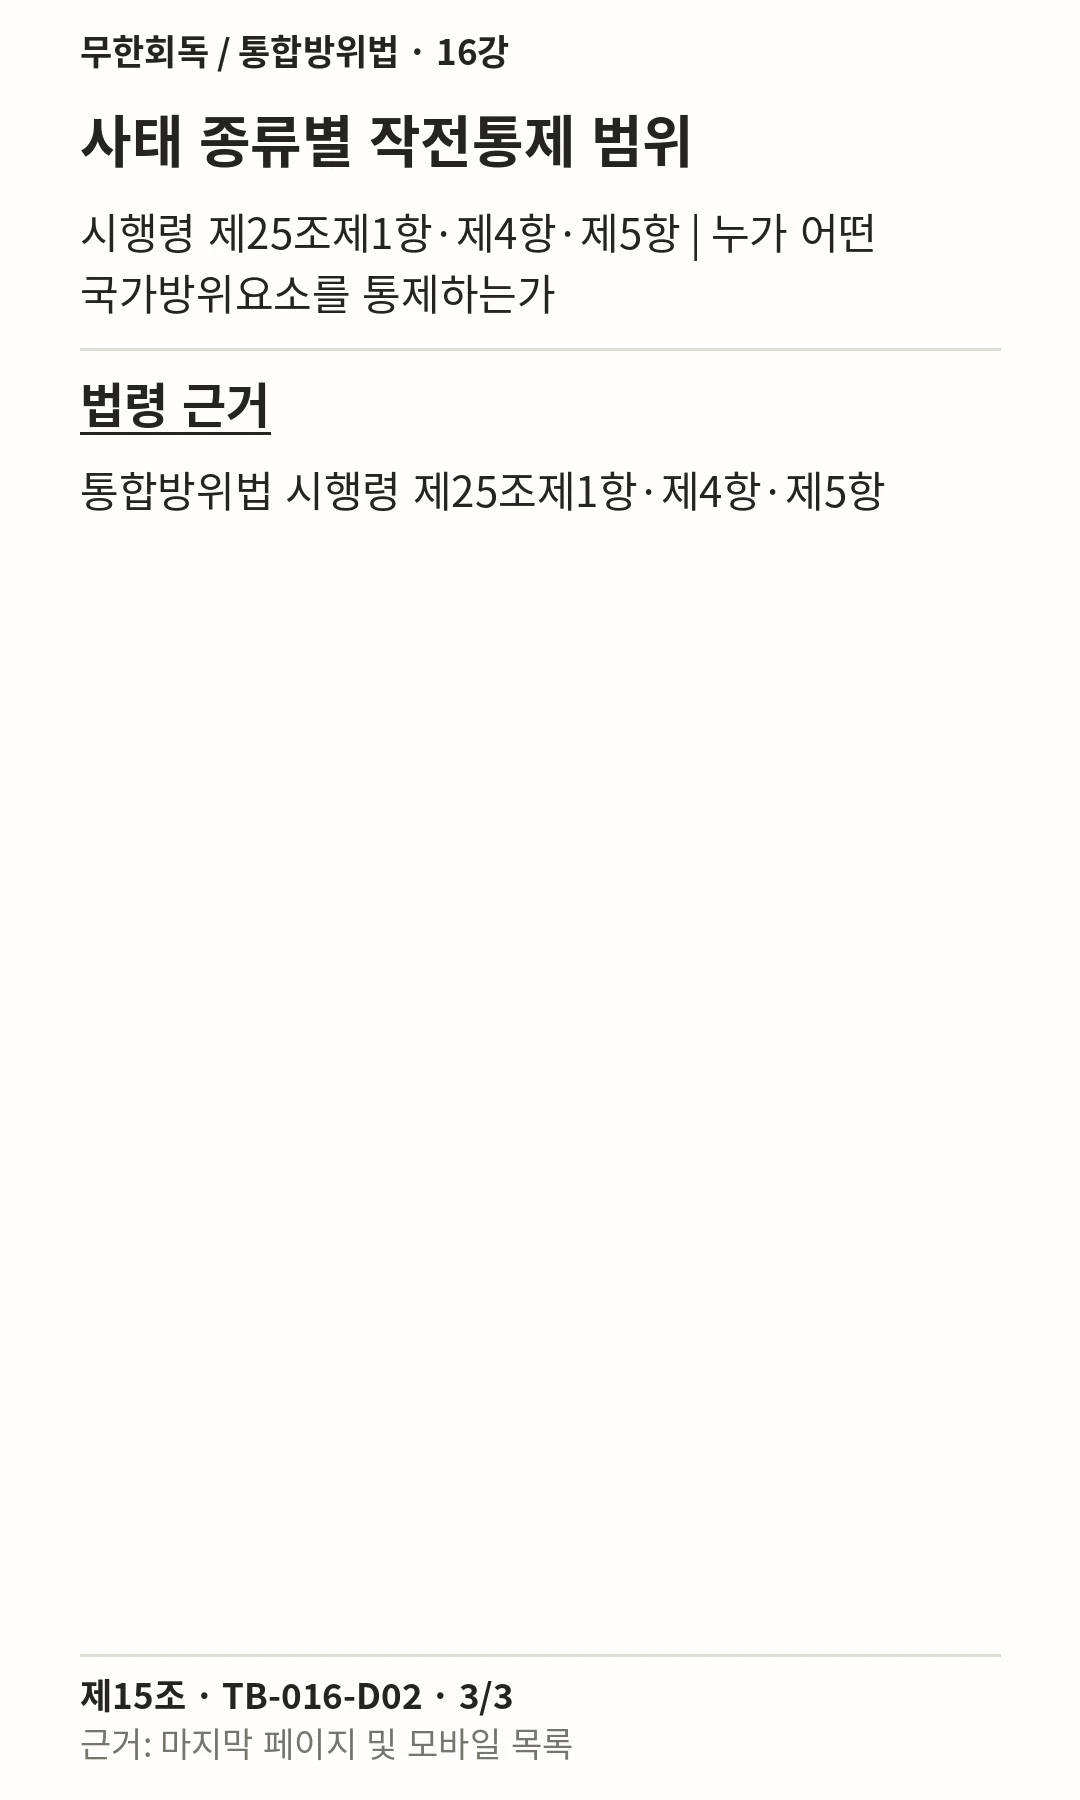 무한회독 / 통합방위법 · 16강
사태 종류별 작전통제 범위
시행령 제25조제1항·제4항·제5항 | 누가 어떤
국가방위요소를 통제하는가
법령 근거
통합방위법 시행령 제25조제1항·제4항·제5항
제15조 · TB-016-D02 · 3/3
근거: 마지막 페이지 및 모바일 목록